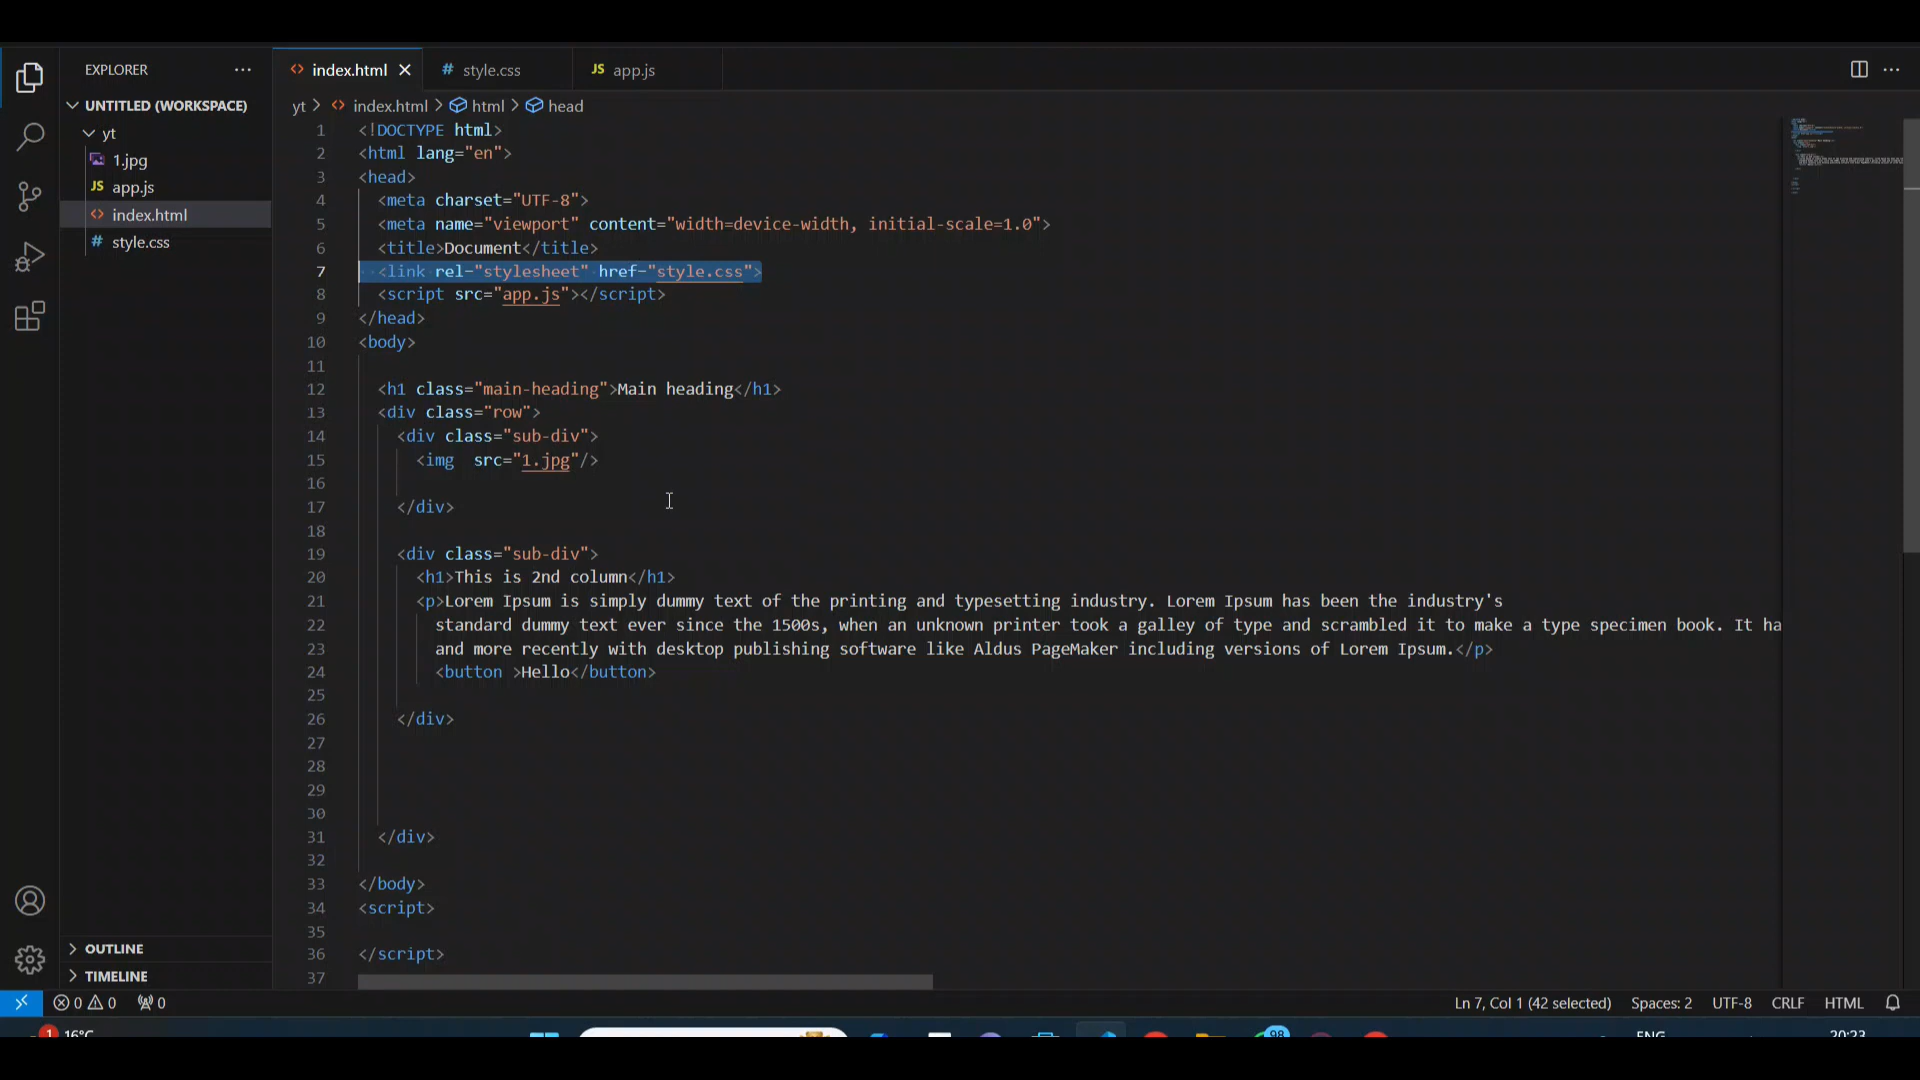 EXPLORER
UNTITLED (WORKSPACE)
yt
1.jpg
JS app.js
<> index.html
# style.css
OUTLINE
TIMELINE
<> index.html
# style.css
JS app.js
yt > <> index.html > html > head
1 <!DOCTYPE html>
2 <html lang="en">
3 <head>
4 <meta charset="UTF-8">
5 <meta name="viewport" content="width=device-width, initial-scale=1.0">
6 <title>Document</title>
7 <link rel="stylesheet" href="style.css">
8 <script src="app.js"></script>
9 </head>
10 <body>
11
12 <h1 class="main-heading">Main heading</h1>
13 <div class="row">
14 <div class="sub-div">
15 <img  src="1.jpg"/>
16
17 </div>
18
19 <div class="sub-div">
20 <h1>This is 2nd column</h1>
21 <p>Lorem Ipsum is simply dummy text of the printing and typesetting industry. Lorem Ipsum has been the industry's
22 standard dummy text ever since the 1500s, when an unknown printer took a galley of type and scrambled it to make a type specimen book. It ha
23 and more recently with desktop publishing software like Aldus PageMaker including versions of Lorem Ipsum.</p>
24 <button >Hello</button>
25
26 </div>
27
28
29
30
31 </div>
32
33 </body>
34 <script>
35
36 </script>
37
0 0 0
Ln 7, Col 1 (42 selected) Spaces: 2 UTF-8 CRLF HTML
1 16°C
98
ENG
20:23